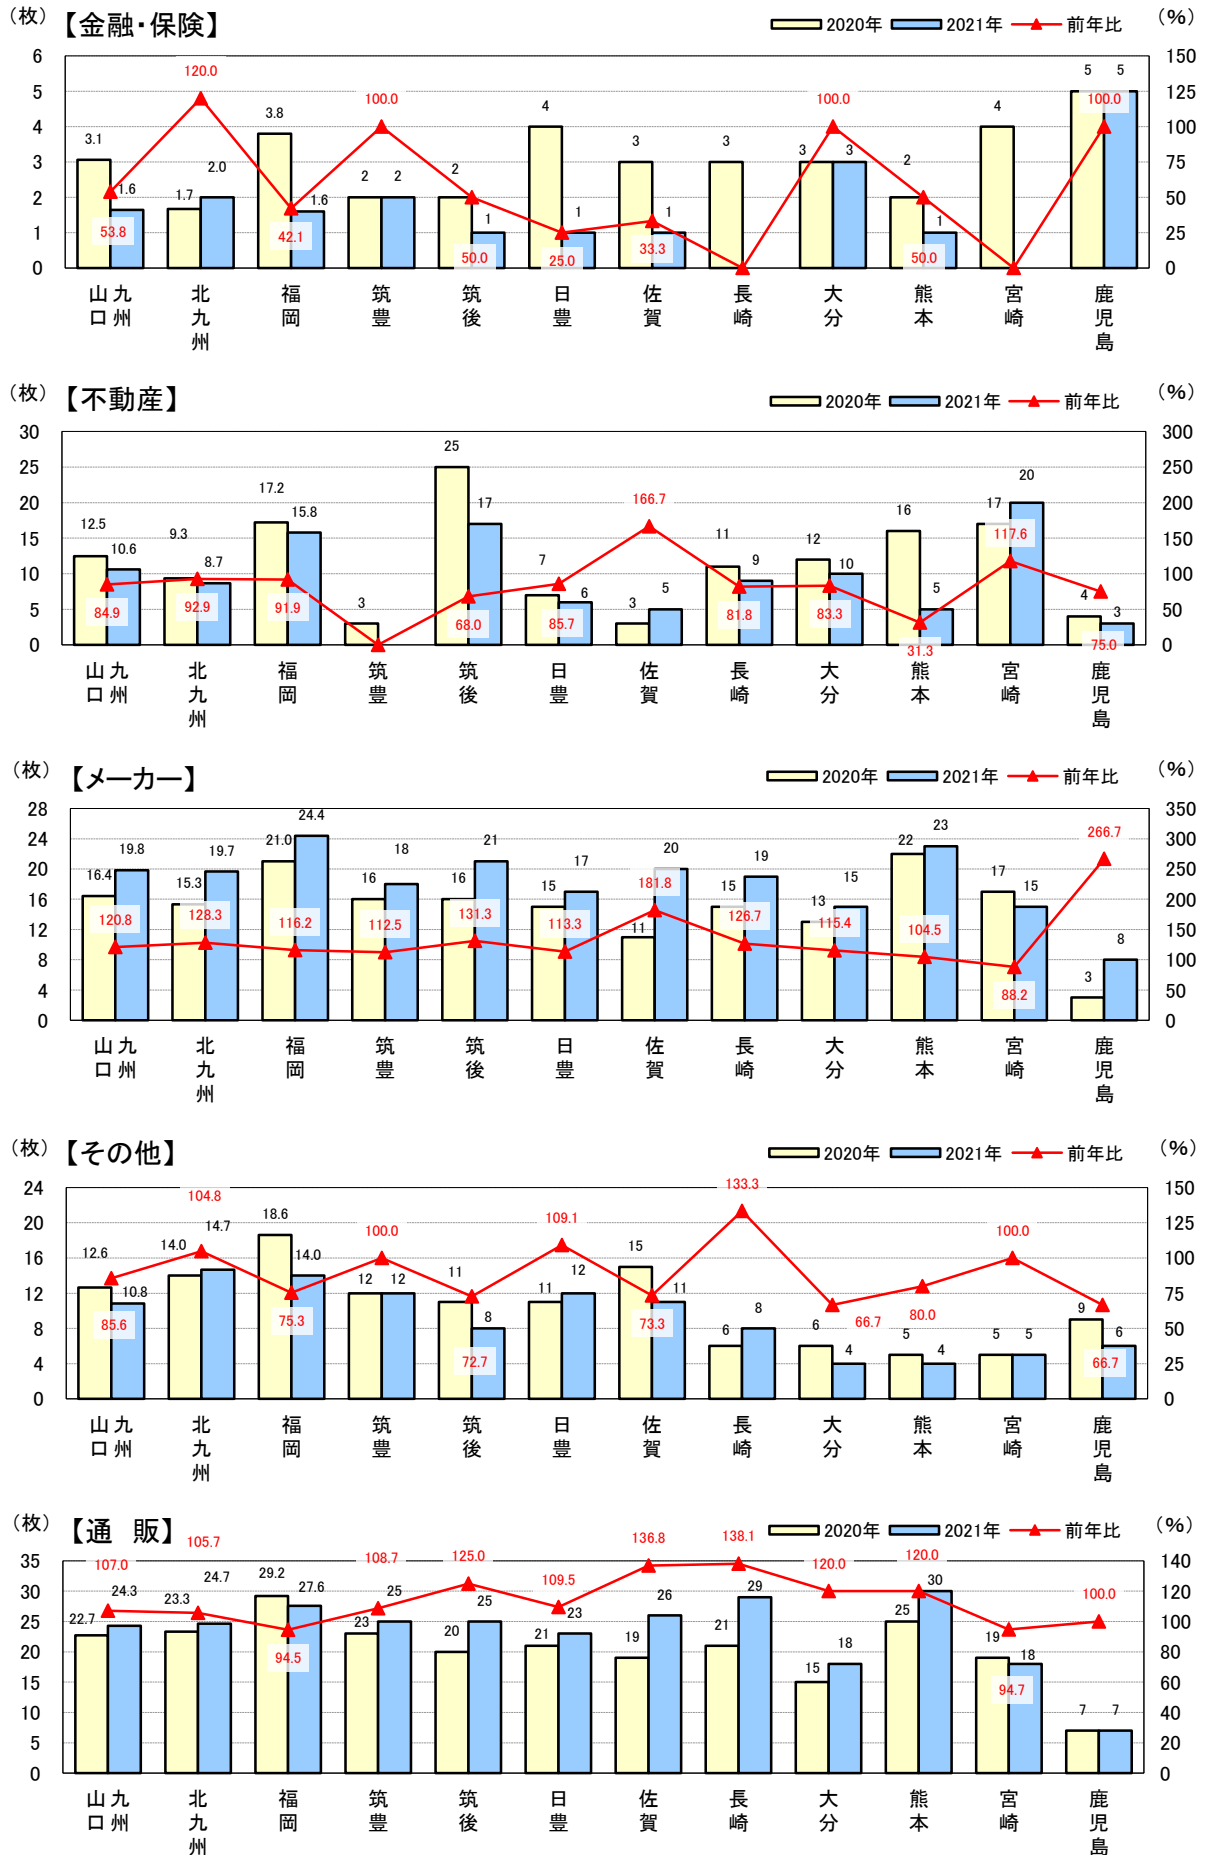 (枚) 【金融・保険】 2020年 2021年 前年比 (%)
6 5 4 3 2 1 0
150 125 100 75 50 25 0
3.1 1.7 3.8 2 2 4 3 3 3 2 4 5
1.6 2.0 1.6 2 1 1 1 3 1 5
53.8 120.0 42.1 100.0 50.0 25.0 33.3 100.0 50.0 100.0
九州山口 北九州 福岡 筑豊 筑後 日豊 佐賀 長崎 大分 熊本 宮崎 鹿児島
(枚) 【不動産】 2020年 2021年 前年比 (%)
30 25 20 15 10 5 0
300 250 200 150 100 50 0
12.5 9.3 17.2 3 25 7 3 11 12 16 17 4
10.6 8.7 15.8 17 6 5 9 10 5 20 3
84.9 92.9 91.9 68.0 85.7 166.7 81.8 83.3 31.3 117.6 75.0
九州山口 北九州 福岡 筑豊 筑後 日豊 佐賀 長崎 大分 熊本 宮崎 鹿児島
(枚) 【メーカー】 2020年 2021年 前年比 (%)
28 24 20 16 12 8 4 0
350 300 250 200 150 100 50 0
16.4 15.3 21.0 16 16 15 11 15 13 22 17 3
19.8 19.7 24.4 18 21 17 20 19 15 23 15 8
120.8 128.3 116.2 112.5 131.3 113.3 181.8 126.7 115.4 104.5 88.2 266.7
九州山口 北九州 福岡 筑豊 筑後 日豊 佐賀 長崎 大分 熊本 宮崎 鹿児島
(枚) 【その他】 2020年 2021年 前年比 (%)
24 20 16 12 8 4 0
150 125 100 75 50 25 0
12.6 14.0 18.6 12 11 11 15 6 6 5 5 9
10.8 14.7 14.0 12 8 12 11 8 4 4 5 6
85.6 104.8 75.3 100.0 72.7 109.1 73.3 133.3 66.7 80.0 100.0 66.7
九州山口 北九州 福岡 筑豊 筑後 日豊 佐賀 長崎 大分 熊本 宮崎 鹿児島
(枚) 【通 販】 2020年 2021年 前年比 (%)
35 30 25 20 15 10 5 0
140 120 100 80 60 40 20 0
22.7 23.3 29.2 23 20 21 19 21 15 25 19 7
24.3 24.7 27.6 25 25 23 26 29 18 30 18 7
107.0 105.7 94.5 108.7 125.0 109.5 136.8 138.1 120.0 120.0 94.7 100.0
九州山口 北九州 福岡 筑豊 筑後 日豊 佐賀 長崎 大分 熊本 宮崎 鹿児島